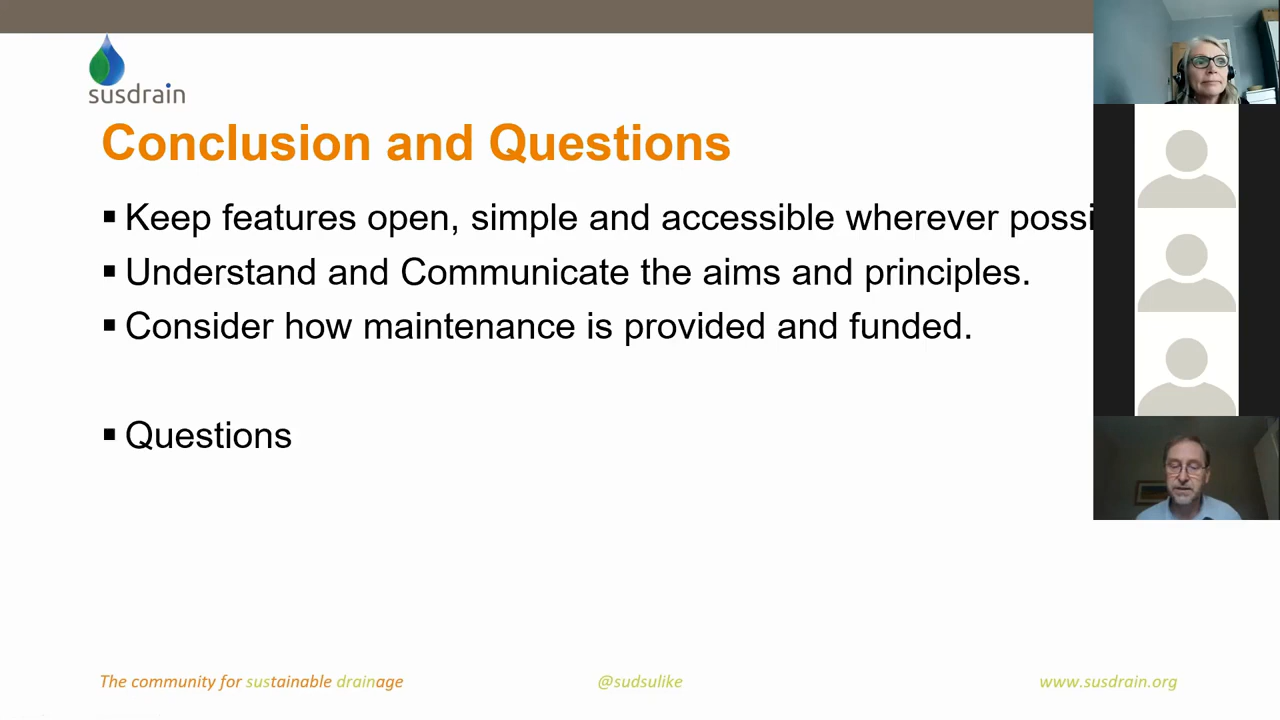 susdrain
Conclusion and Questions
Keep features open, simple and accessible wherever possi
Understand and Communicate the aims and principles.
Consider how maintenance is provided and funded.
Questions
The community for sustainable drainage
@sudsulike
www.susdrain.org